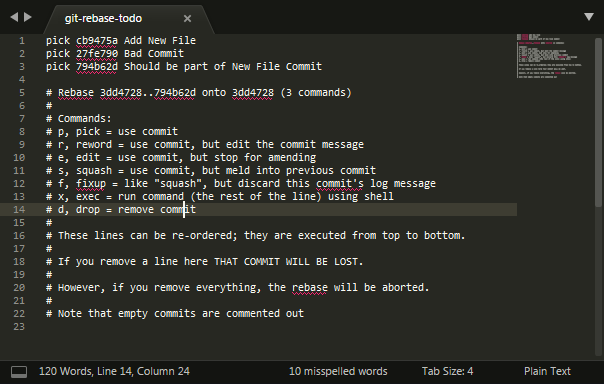 git-rebase-todo
1 pick cb9475a Add New File
2 pick 27fe790 Bad Commit
3 pick 794b62d Should be part of New File Commit
4
5 # Rebase 3dd4728..794b62d onto 3dd4728 (3 commands)
6 #
7 # Commands:
8 # p, pick = use commit
9 # r, reword = use commit, but edit the commit message
10 # e, edit = use commit, but stop for amending
11 # s, squash = use commit, but meld into previous commit
12 # f, fixup = like "squash", but discard this commit's log message
13 # x, exec = run command (the rest of the line) using shell
14 # d, drop = remove commit
15 #
16 # These lines can be re-ordered; they are executed from top to bottom.
17 #
18 # If you remove a line here THAT COMMIT WILL BE LOST.
19 #
20 # However, if you remove everything, the rebase will be aborted.
21 #
22 # Note that empty commits are commented out
23
120 Words, Line 14, Column 24 10 misspelled words Tab Size: 4 Plain Text